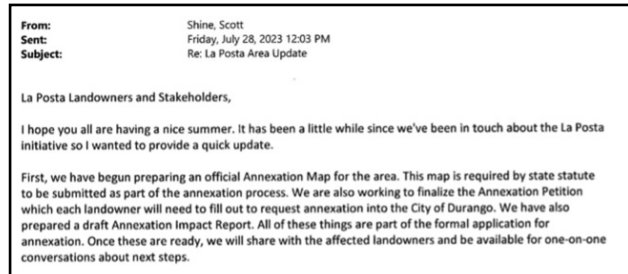 From: Shine, Scott
Sent: Friday, July 28, 2023 12:03 PM
Subject: Re: La Posta Area Update
La Posta Landowners and Stakeholders,
I hope you all are having a nice summer. It has been a little while since we've been in touch about the La Posta
initiative so I wanted to provide a quick update.
First, we have begun preparing an official Annexation Map for the area. This map is required by state statute
to be submitted as part of the annexation process. We are also working to finalize the Annexation Petition
which each landowner will need to fill out to request annexation into the City of Durango. We have also
prepared a draft Annexation Impact Report. All of these things are part of the formal application for
annexation. Once these are ready, we will share with the affected landowners and be available for one-on-one
conversations about next steps.